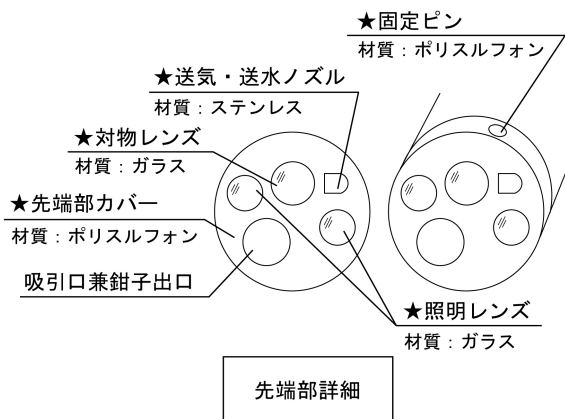 ★固定ピン
材質：ポリスルフォン
★送気・送水ノズル
材質：ステンレス
★対物レンズ
材質：ガラス
★先端部カバー
材質：ポリスルフォン
吸引口兼鉗子出口
★照明レンズ
材質：ガラス
先端部詳細